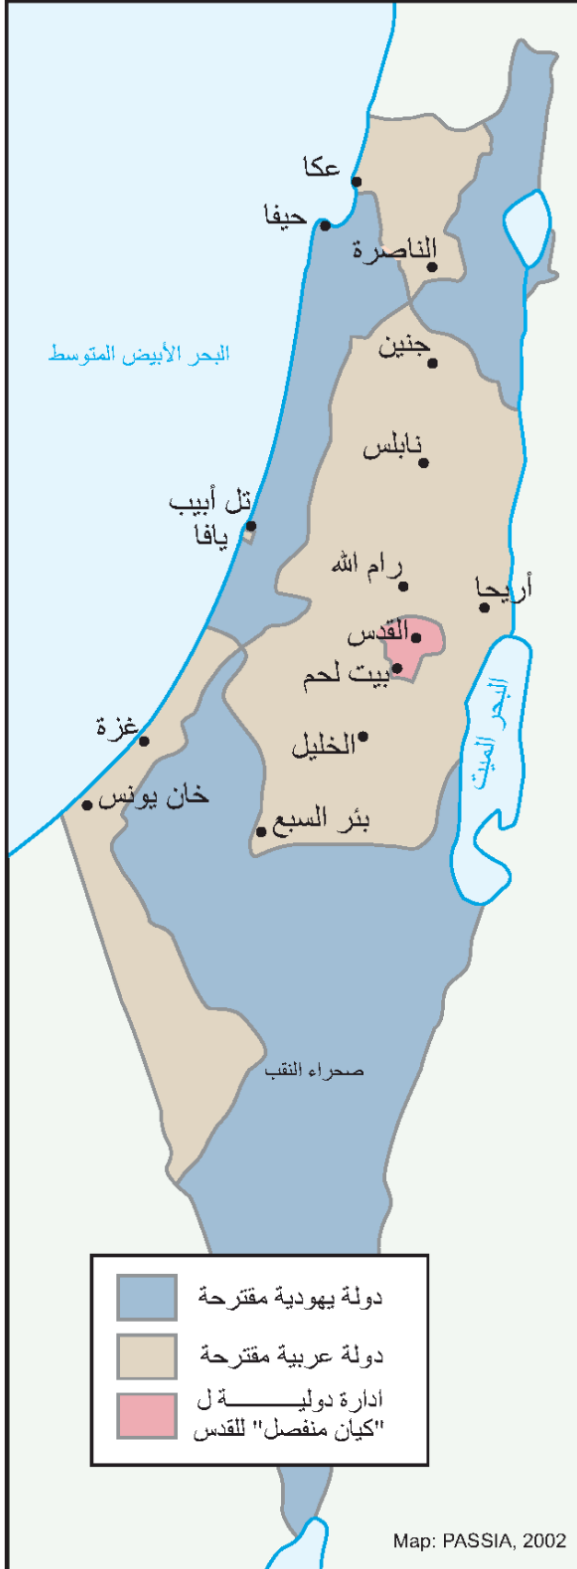 عكا
حيفا
الناصرة
البحر الأبيض المتوسط
جنين
نابلس
تل أبيب
يافا
رام الله
أريحا
القدس
بيت لحم
البحر الميت
غزة
الخليل
خان يونس
بئر السبع
صحراء النقب
دولة يهودية مقترحة
دولة عربية مقترحة
ادارة دوليـــــــــة ل
"كيان منفصل" للقدس
Map: PASSIA, 2002